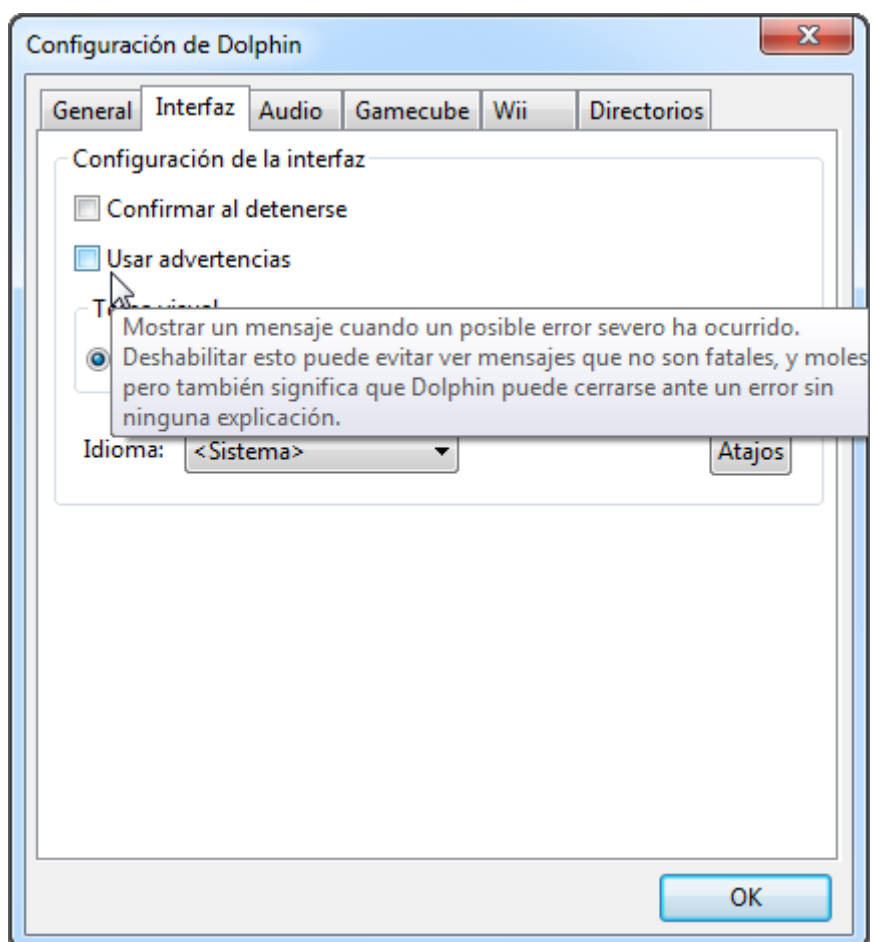 Configuración de Dolphin
General Interfaz Audio Gamecube Wii Directorios
Configuración de la interfaz
Confirmar al detenerse
Usar advertencias
visual
Mostrar un mensaje cuando un posible error severo ha ocurrido.
Deshabilitar esto puede evitar ver mensajes que no son fatales, y moles
pero también significa que Dolphin puede cerrarse ante un error sin
ninguna explicación.
Idioma: <Sistema> Atajos
OK